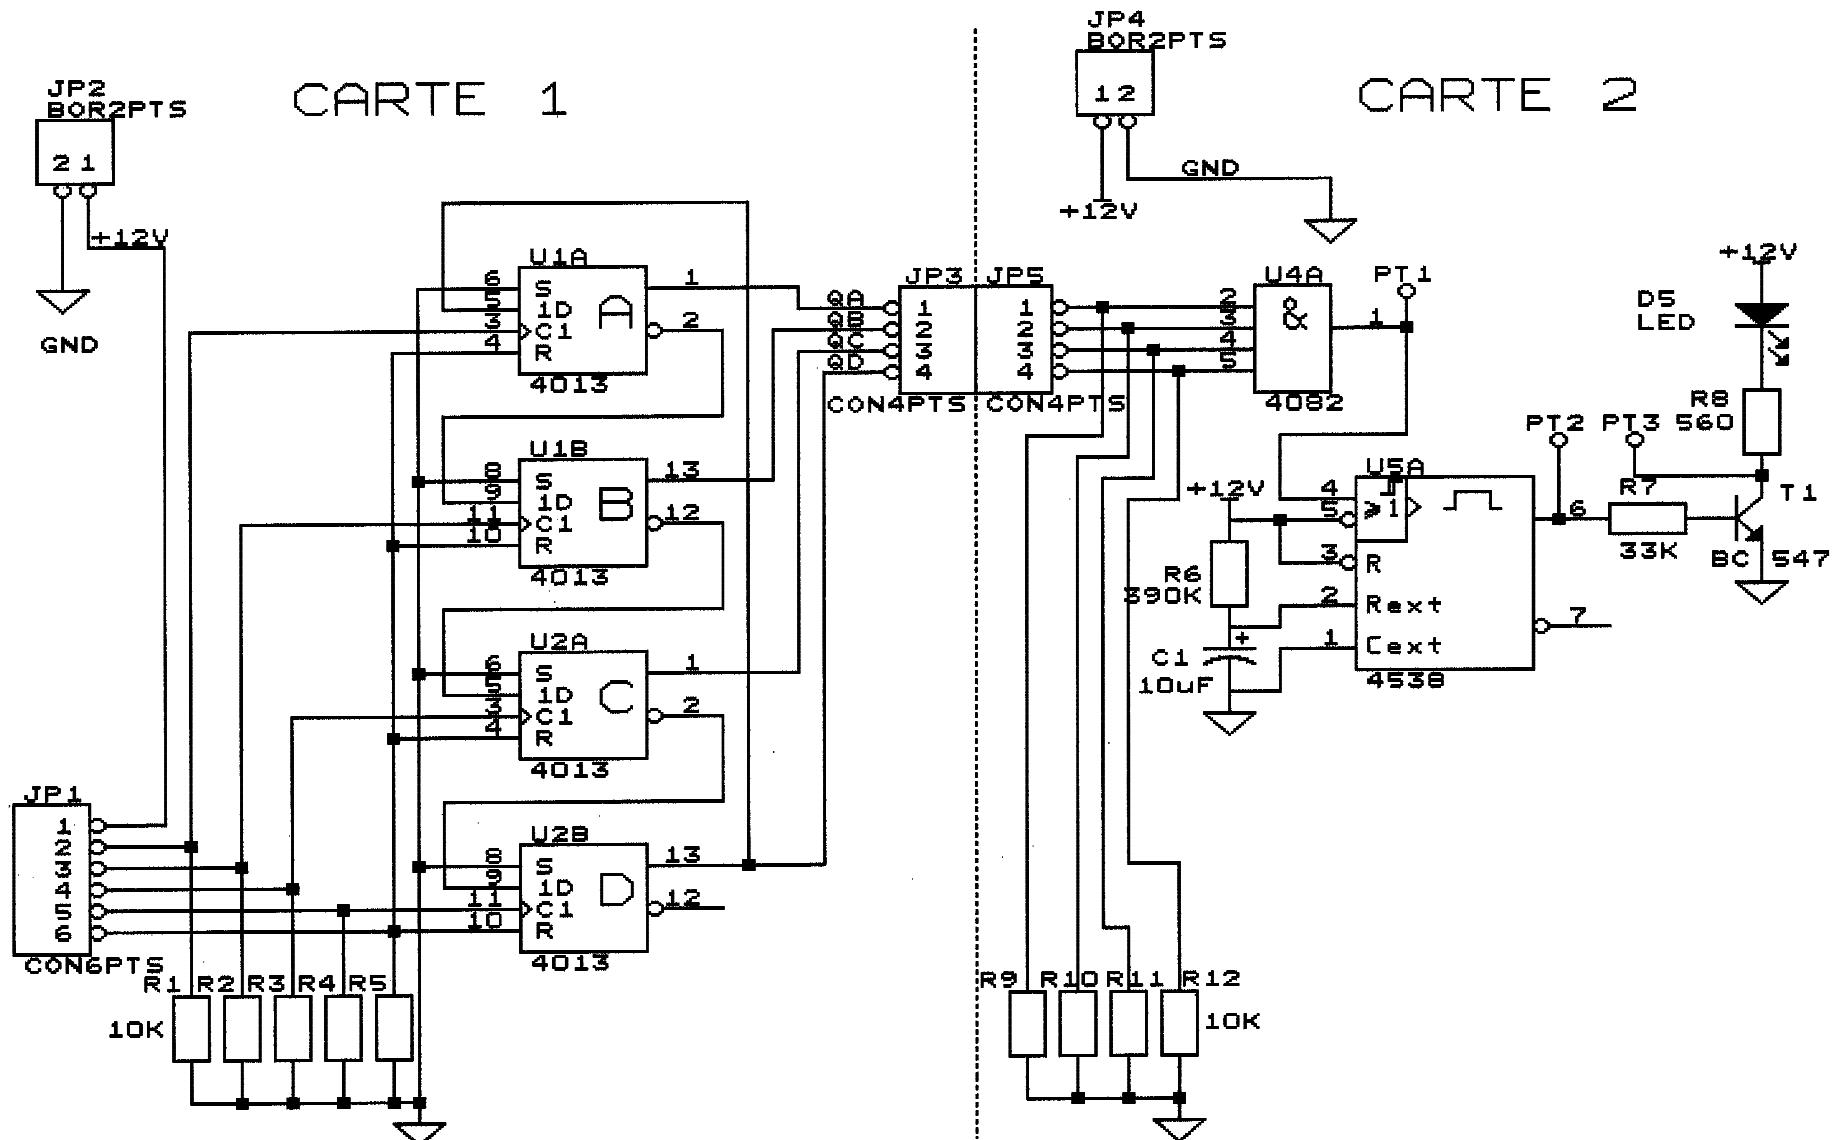 CARTE 1
JP2
BOR2PTS
2 1
+12V
GND
U1A
6
5
3
4
S
1D
C1
R
A
1
2
4013
U1B
8
9
11
10
S
1D
C1
R
B
13
12
4013
U2A
6
5
3
4
S
1D
C1
R
C
1
2
4013
U2B
8
9
11
10
S
1D
C1
R
D
13
12
4013
JP1
1
2
3
4
5
6
CON6PTS
R1 R2 R3 R4 R5
10K
QA
QB
QC
QD
JP3
1
2
3
4
CON4PTS
CARTE 2
JP4
BOR2PTS
1 2
+12V
GND
JP5
1
2
3
4
CON4PTS
U4A
2
3
4
5
&
1
4082
PT1
+12V
D5
LED
R8
560
PT2
PT3
U5A
4
5
3
2
1
≥1
R
Rext
Cext
6
7
4538
R7
33K
T1
BC 547
+12V
R6
390K
+
C1
10uF
R9 R10 R11 R12
10K